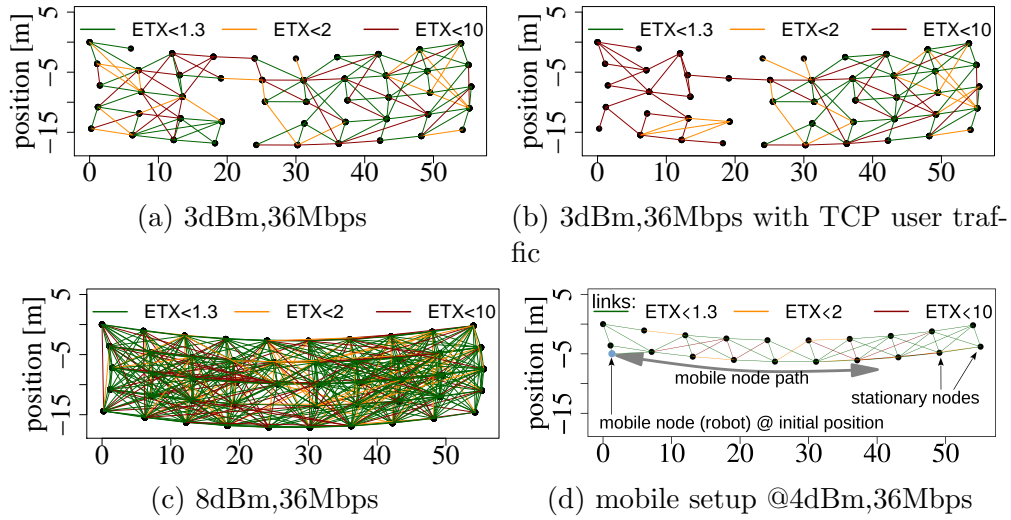 ETX<1.3 ETX<2 ETX<10
position [m]
5
−5
−15
0 10 20 30 40 50
(a) 3dBm,36Mbps
ETX<1.3 ETX<2 ETX<10
position [m]
5
−5
−15
0 10 20 30 40 50
(b) 3dBm,36Mbps with TCP user traf-
fic
ETX<1.3 ETX<2 ETX<10
position [m]
5
−5
−15
0 10 20 30 40 50
(c) 8dBm,36Mbps
links: ETX<1.3 ETX<2 ETX<10
position [m]
5
−5
−15
mobile node path
stationary nodes
mobile node (robot) @ initial position
0 10 20 30 40 50
(d) mobile setup @4dBm,36Mbps